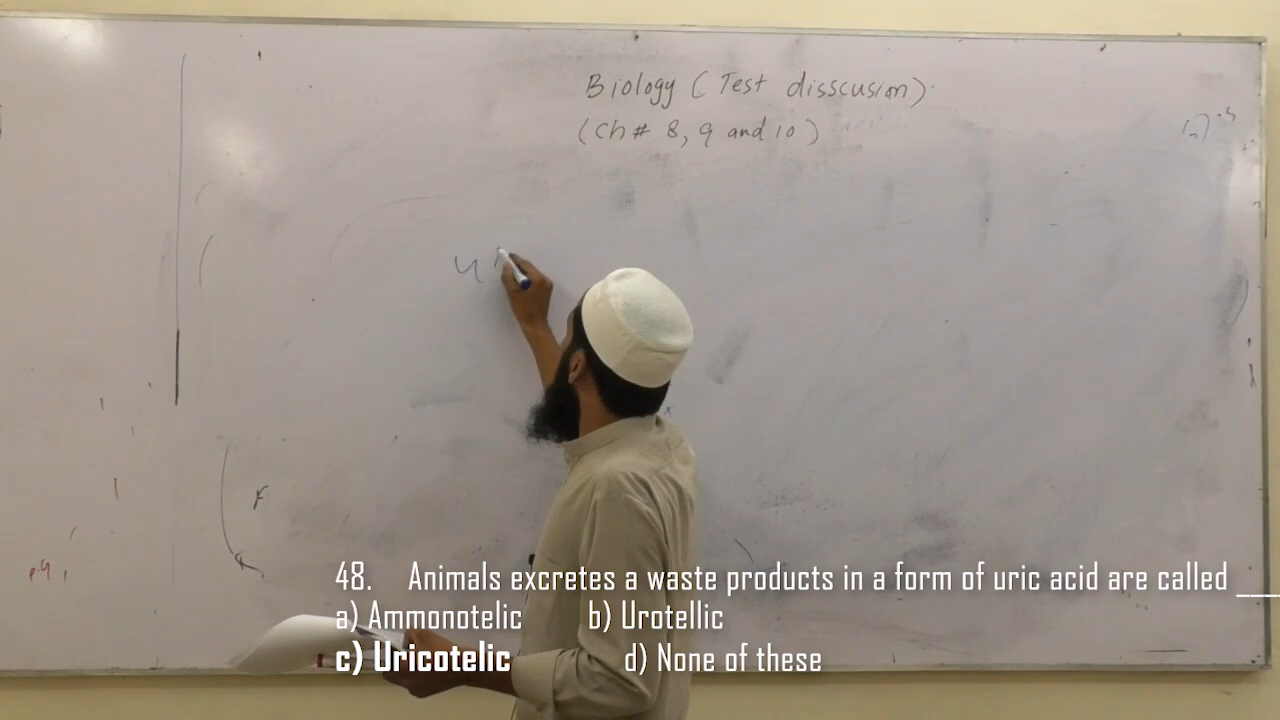 Biology (Test disscusion)
(Ch# 8, 9 and 10)
48. Animals excretes a waste products in a form of uric acid are called ____
a) Ammonotelic b) Urotellic
c) Uricotelic d) None of these